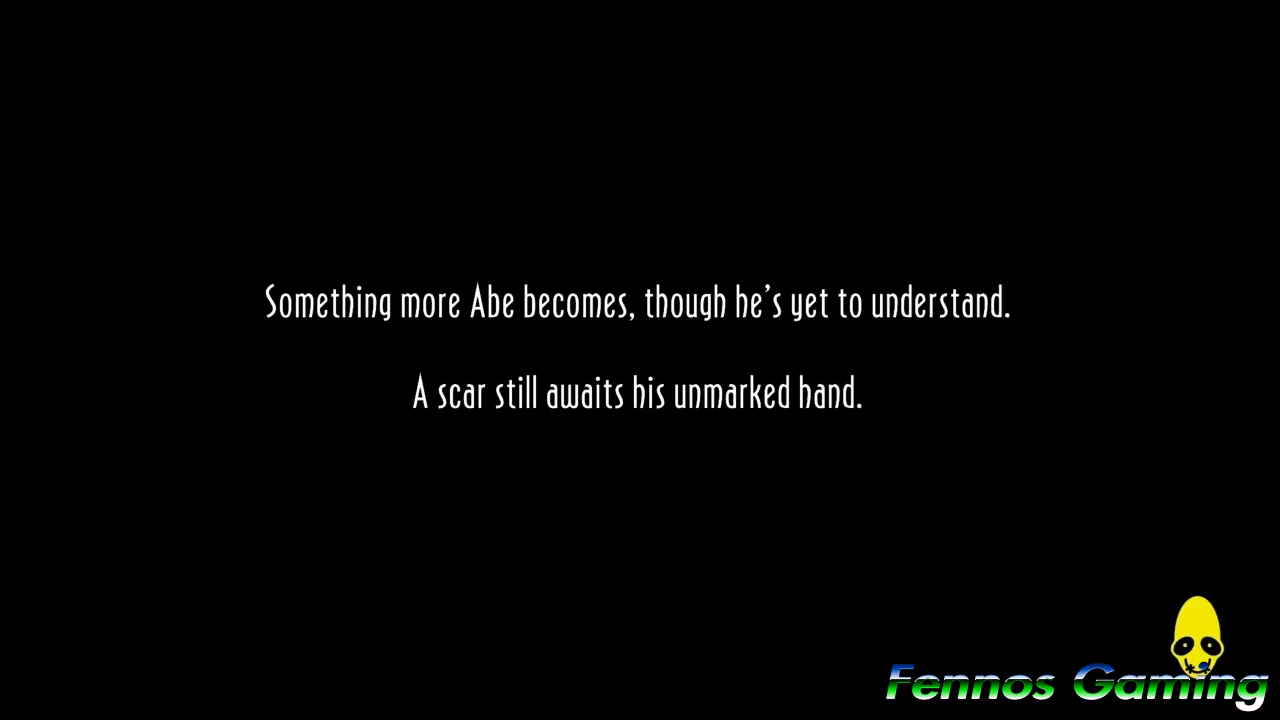 Something more Abe becomes, though he’s yet to understand.
A scar still awaits his unmarked hand.
Fennos Gaming